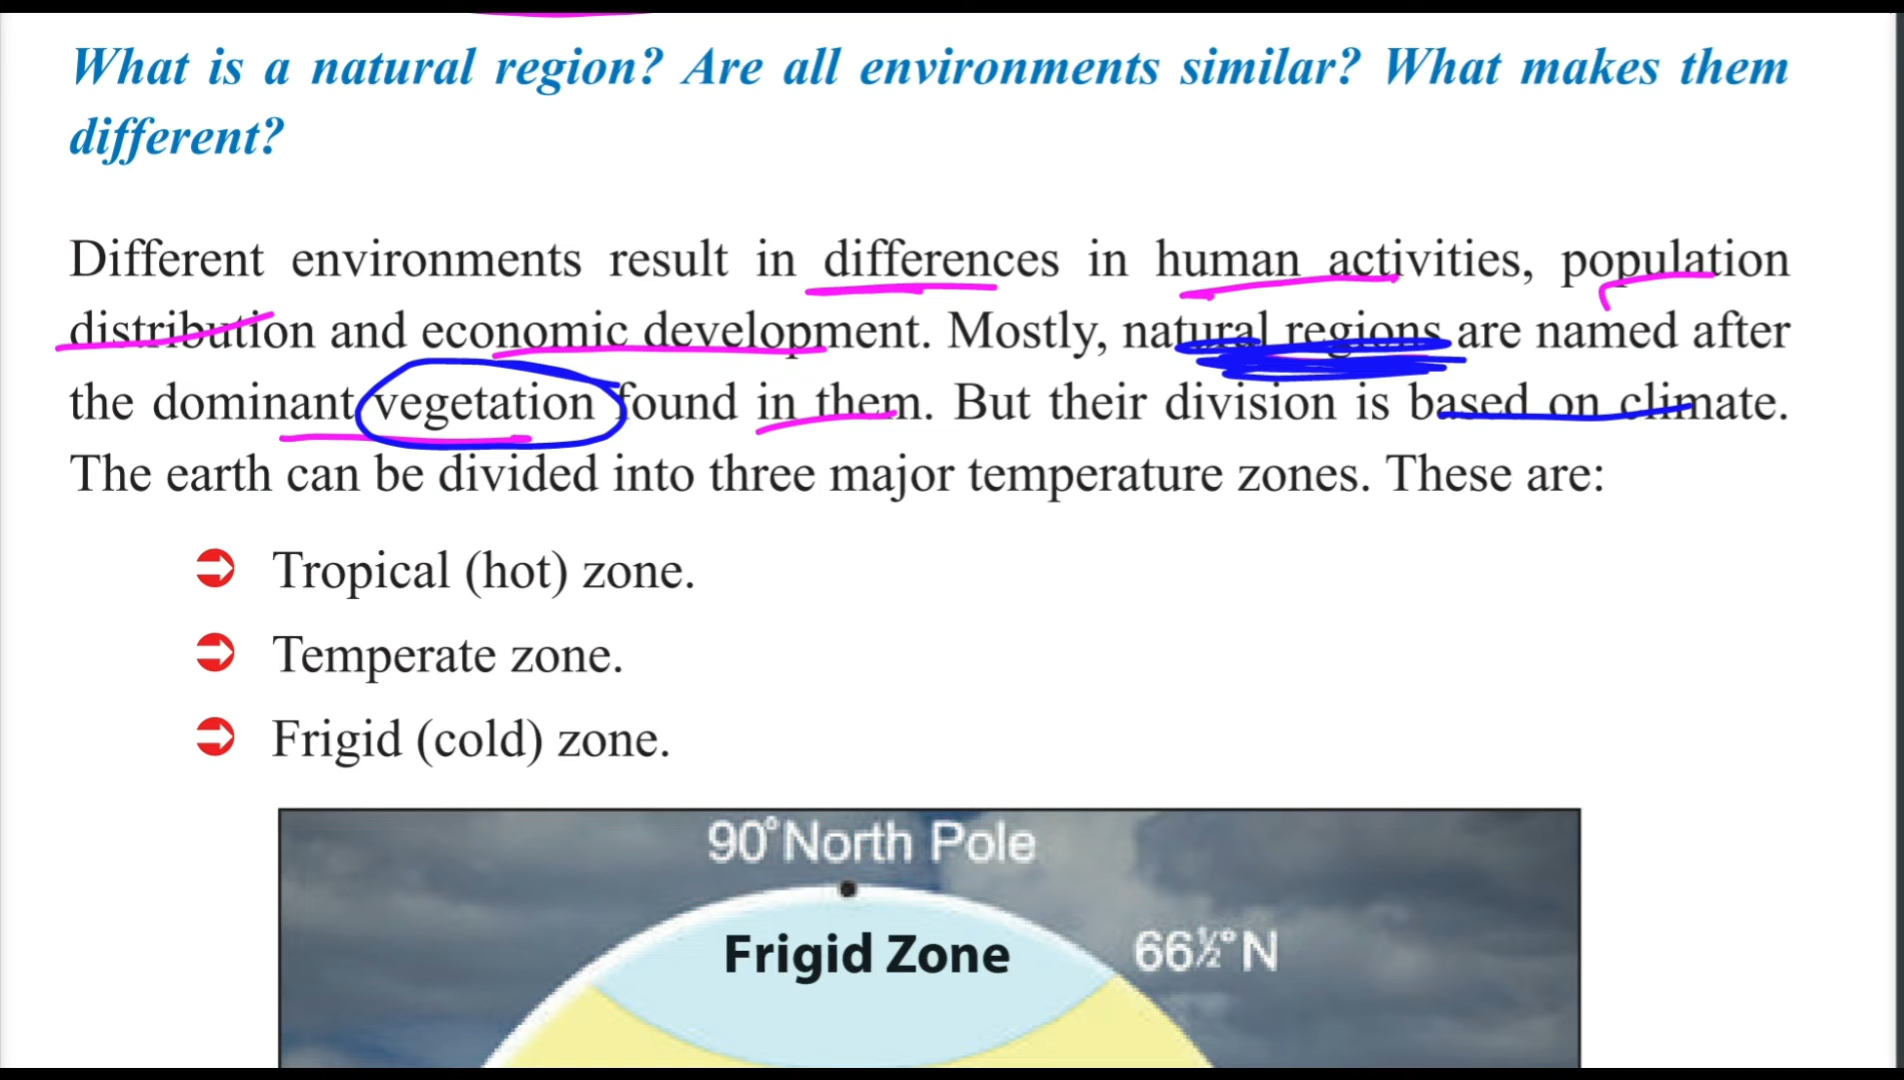 What is a natural region? Are all environments similar? What makes them
different?
Different environments result in differences in human activities, population
distribution and economic development. Mostly, natural regions are named after
the dominant vegetation found in them. But their division is based on climate.
The earth can be divided into three major temperature zones. These are:
Tropical (hot) zone.
Temperate zone.
Frigid (cold) zone.
90°North Pole
Frigid Zone
66½°N